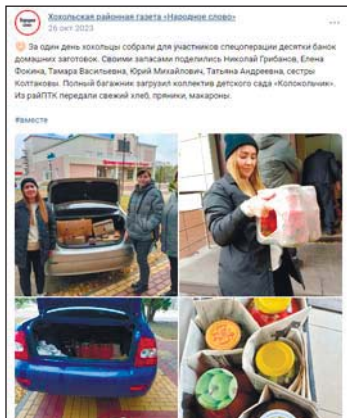 Хохольская районная газета «Народное слово»
26 окт 2023
За один день хохольцы собрали для участников спецоперации десятки банок
домашних заготовок. Своими запасами поделились Николай Грибанов, Елена
Фокина, Тамара Васильевна, Юрий Михайлович, Татьяна Андреевна, сестры
Колтаковы. Полный багажник загрузил коллектив детского сада «Колокольчик».
Из райПТК передали свежий хлеб, пряники, макароны.
#вместе